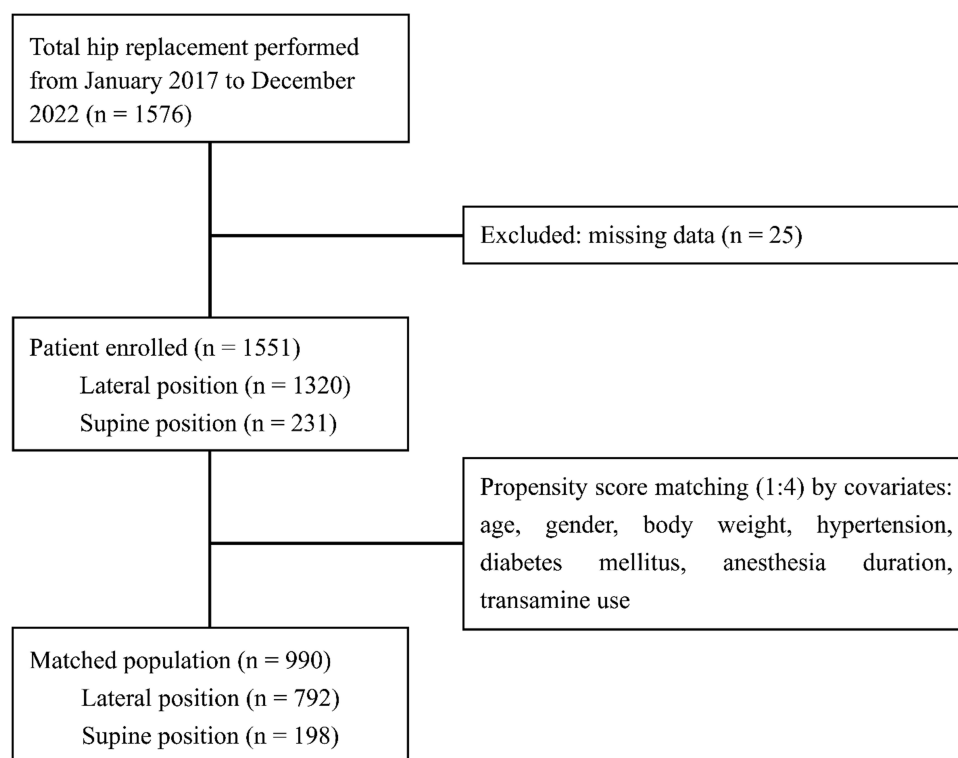 Total hip replacement performed
from January 2017 to December
2022 (n = 1576)
Excluded: missing data (n = 25)
Patient enrolled (n = 1551)
Lateral position (n = 1320)
Supine position (n = 231)
Propensity score matching (1:4) by covariates:
age, gender, body weight, hypertension,
diabetes mellitus, anesthesia duration,
transamine use
Matched population (n = 990)
Lateral position (n = 792)
Supine position (n = 198)